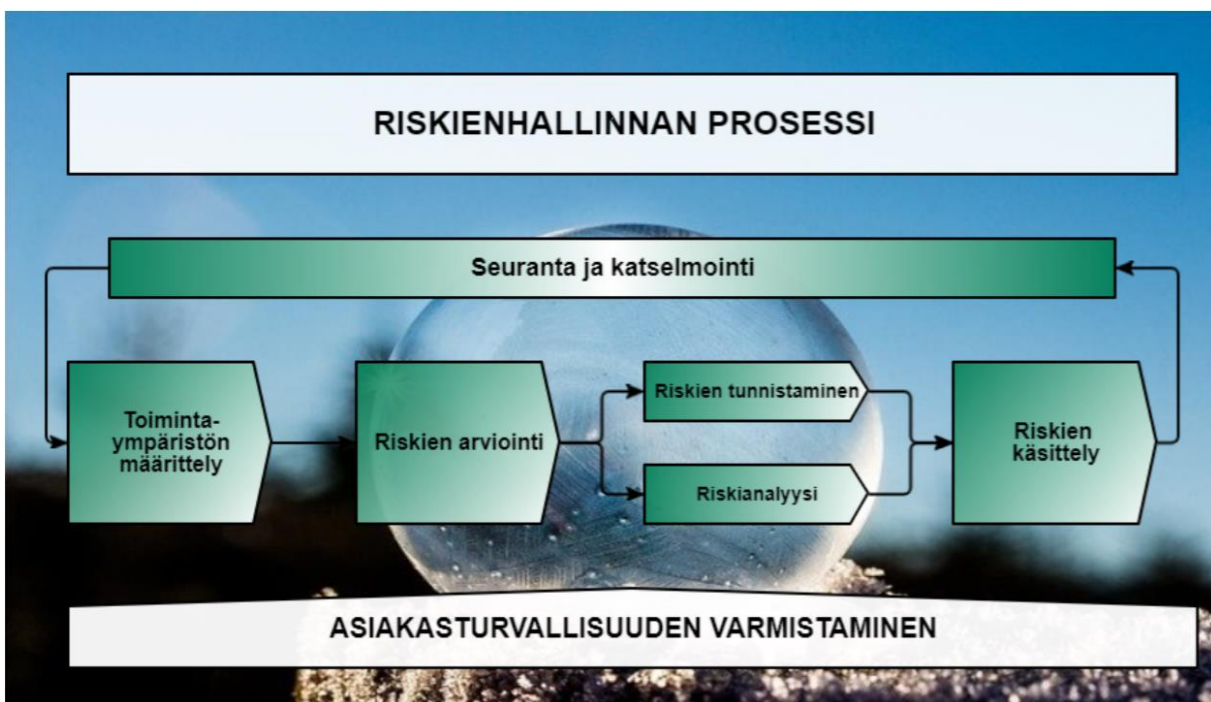 RISKIENHALLINNAN PROSESSI
Seuranta ja katselmointi
Toiminta-
ympäristön
määrittely
Riskien arviointi
Riskien tunnistaminen
Riskianalyysi
Riskien
käsittely
ASIAKASTURVALLISUUDEN VARMISTAMINEN